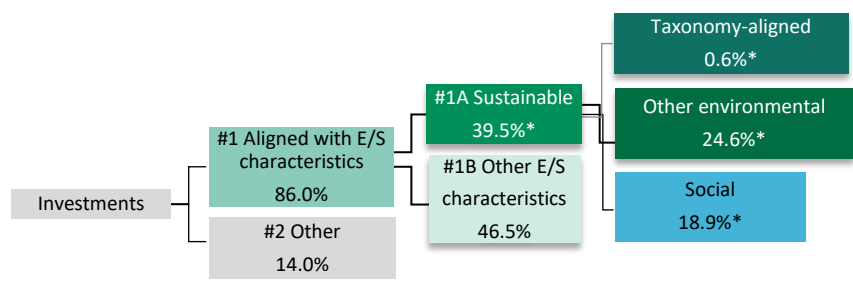 Investments
#1 Aligned with E/S
characteristics
86.0%
#2 Other
14.0%
#1A Sustainable
39.5%*
#1B Other E/S
characteristics
46.5%
Taxonomy-aligned
0.6%*
Other environmental
24.6%*
Social
18.9%*